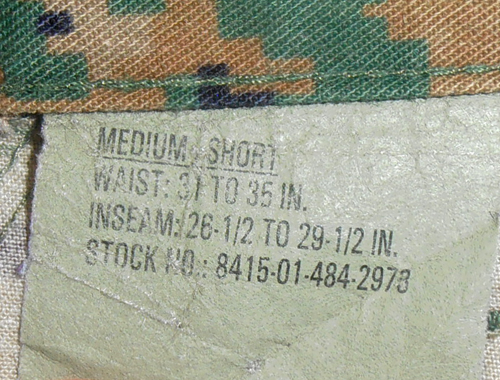 MEDIUM-SHORT
WAIST: 31 TO 35 IN.
INSEAM: 26-1/2 TO 29-1/2 IN.
STOCK NO.: 8415-01-484-2973